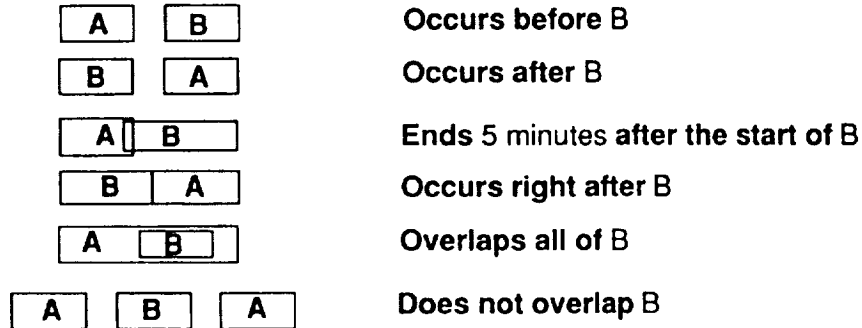 A B Occurs before B
B A Occurs after B
A B Ends 5 minutes after the start of B
B A Occurs right after B
A B Overlaps all of B
A B A Does not overlap B